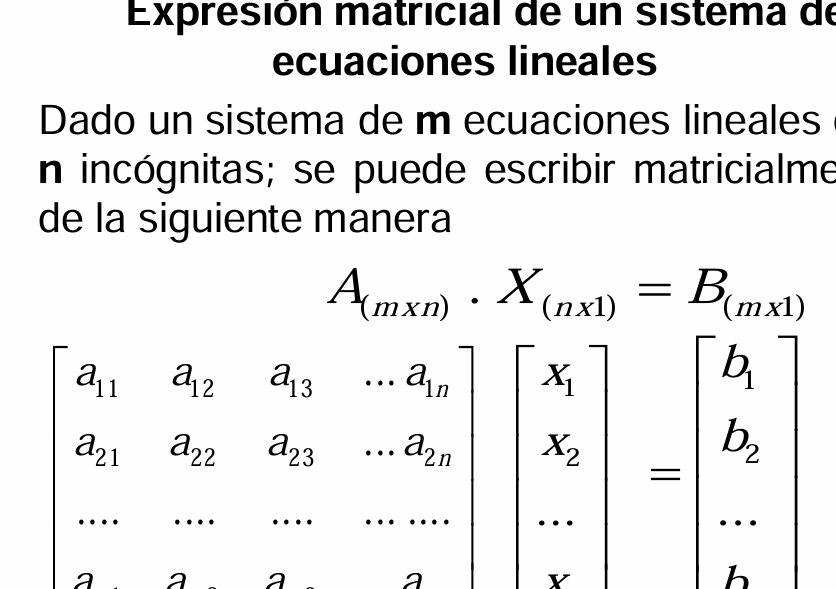 Expresión matricial de un sistema de
ecuaciones lineales
Dado un sistema de m ecuaciones lineales
n incógnitas; se puede escribir matricialme
de la siguiente manera
A(mxn) . X(nx1) = B(mx1)
a11 a12 a13 ... a1n x1 b1
a21 a22 a23 ... a2n x2 = b2
.... .... .... ... .... ... ...
a a a a x b